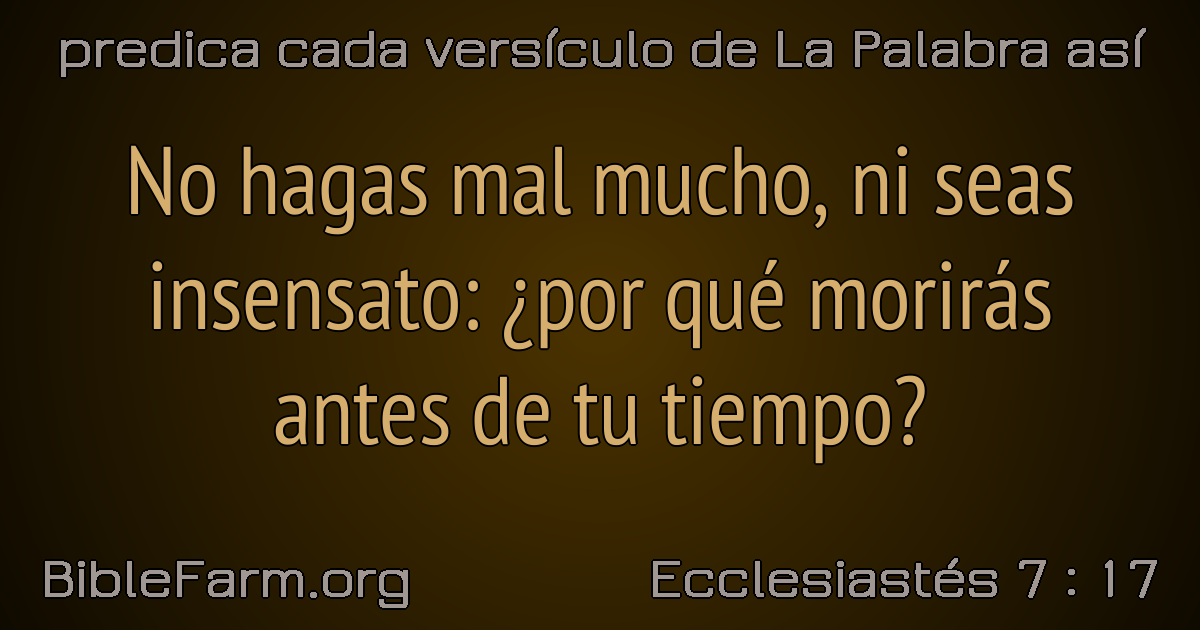 predica cada versículo de La Palabra así
No hagas mal mucho, ni seas
insensato: ¿por qué morirás
antes de tu tiempo?
BibleFarm.org
Ecclesiastés 7 : 17